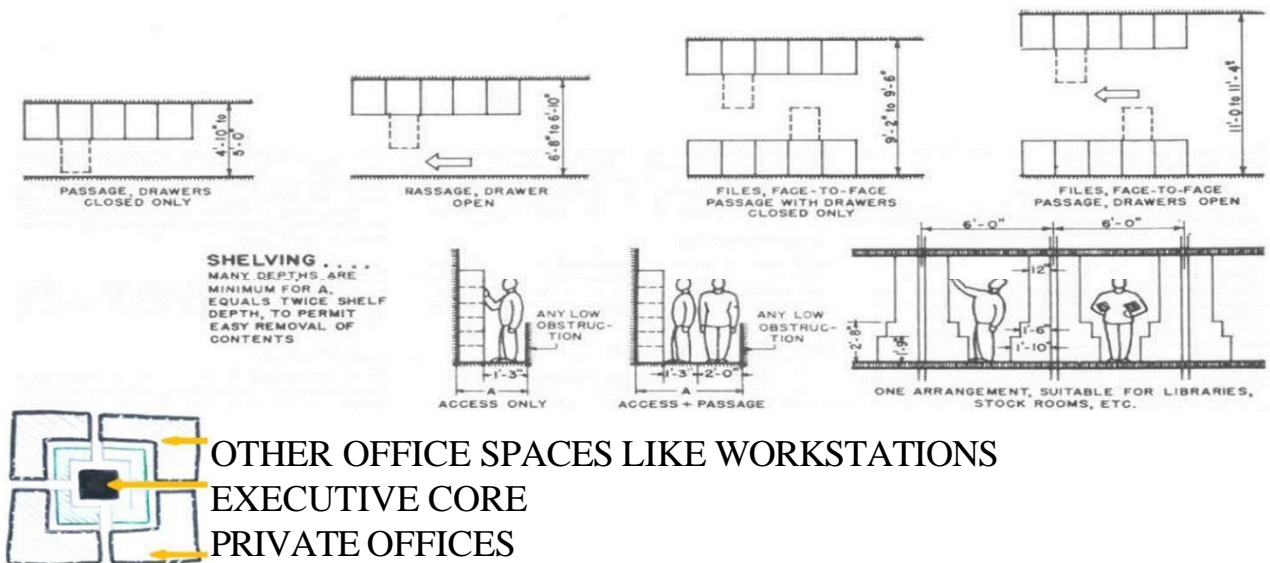 4'-10" to
5'-0"
PASSAGE, DRAWERS
CLOSED ONLY
6'-8" to 6'-10"
RASSAGE, DRAWER
OPEN
9'-2" to 9'-6"
FILES, FACE-TO-FACE
PASSAGE WITH DRAWERS
CLOSED ONLY
11'-0 to 11'-4"
FILES, FACE-TO-FACE
PASSAGE, DRAWERS OPEN
SHELVING ....
MANY DEPTHS ARE
MINIMUM FOR A,
EQUALS TWICE SHELF
DEPTH, TO PERMIT
EASY REMOVAL OF
CONTENTS
ANY LOW
OBSTRUC-
TION
1'-3"
A
ACCESS ONLY
ANY LOW
OBSTRUC-
TION
1'-3" 2'-0"
A
ACCESS + PASSAGE
6'-0" 6'-0"
12"
2'-8"
1'-9"
1'-6"
1'-10"
ONE ARRANGEMENT, SUITABLE FOR LIBRARIES,
STOCK ROOMS, ETC.
OTHER OFFICE SPACES LIKE WORKSTATIONS
EXECUTIVE CORE
PRIVATE OFFICES